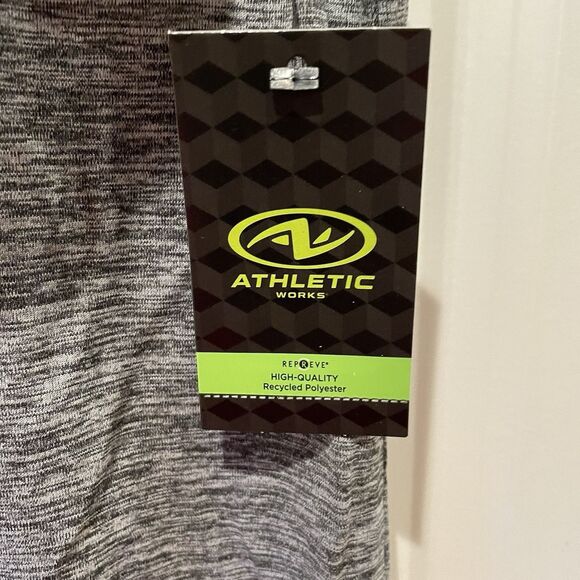 ATHLETIC
WORKS
REPREVE®
HIGH-QUALITY
Recycled Polyester